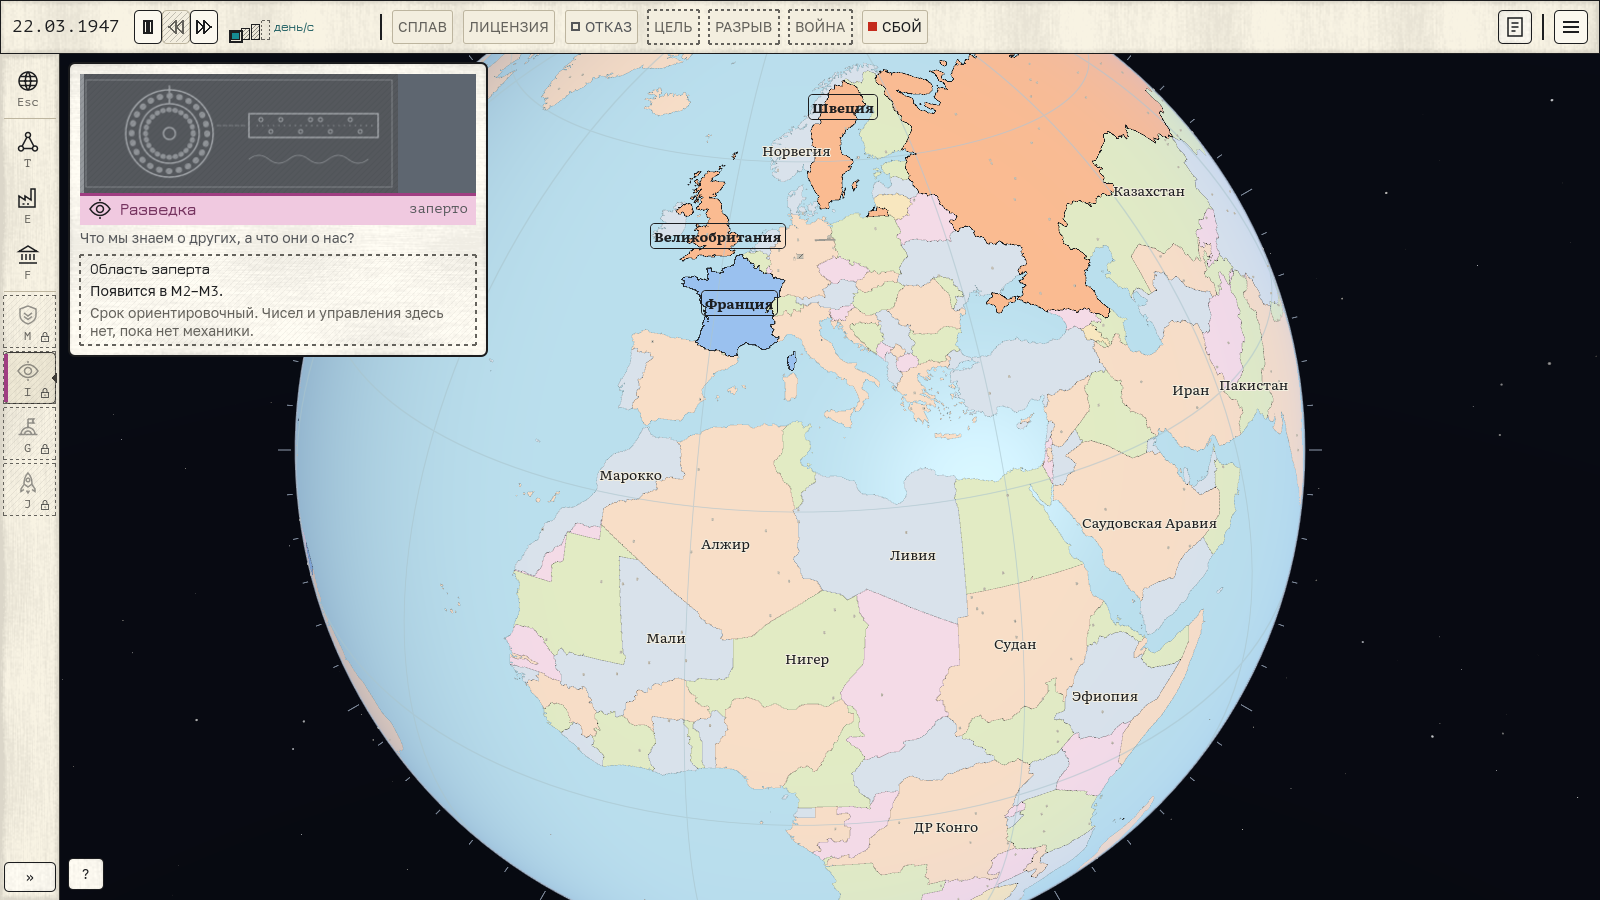 22.03.1947
день/с
СПЛАВ
ЛИЦЕНЗИЯ
ОТКАЗ
ЦЕЛЬ
РАЗРЫВ
ВОЙНА
СБОЙ
Esc
T
E
F
M
I
G
J
»
?
Разведка
заперто
Что мы знаем о других, а что они о нас?
Область заперта
Появится в М2–М3.
Срок ориентировочный. Чисел и управления здесь
нет, пока нет механики.
Швеция
Норвегия
Казахстан
Великобритания
Франция
Иран
Пакистан
Марокко
Саудовская Аравия
Алжир
Ливия
Мали
Нигер
Судан
Эфиопия
ДР Конго